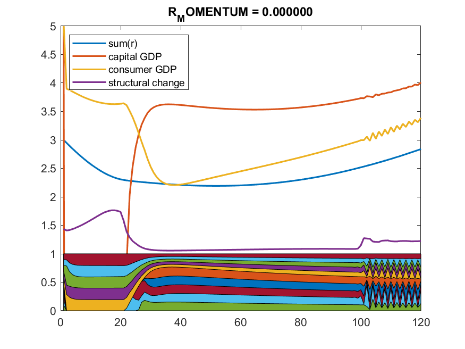 R_MOMENTUM = 0.000000
sum(r)
capital GDP
consumer GDP
structural change
5
4.5
4
3.5
3
2.5
2
1.5
1
0.5
0
0 20 40 60 80 100 120